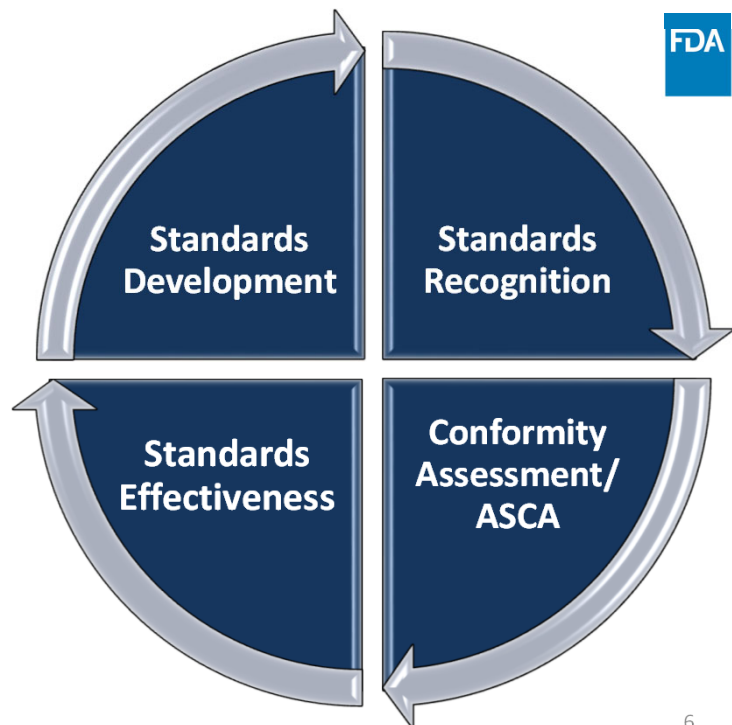 FDA
Standards
Development
Standards
Recognition
Standards
Effectiveness
Conformity
Assessment/
ASCA
6